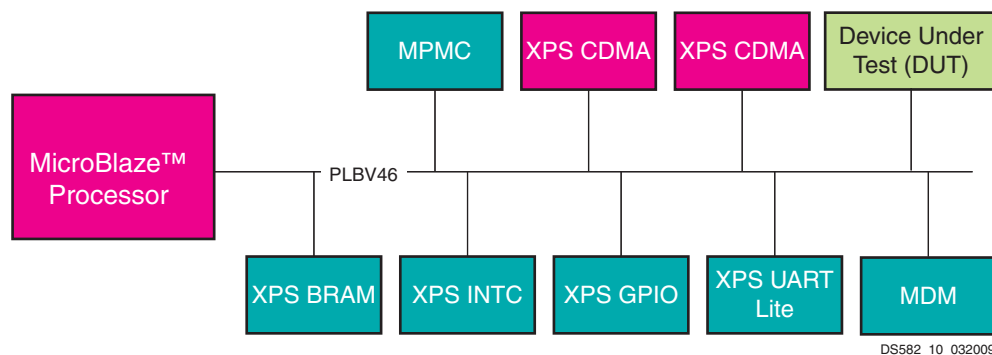 MPMC
XPS CDMA
XPS CDMA
Device Under
Test (DUT)
MicroBlaze™
Processor
PLBV46
XPS BRAM
XPS INTC
XPS GPIO
XPS UART
Lite
MDM
DS582_10_032009